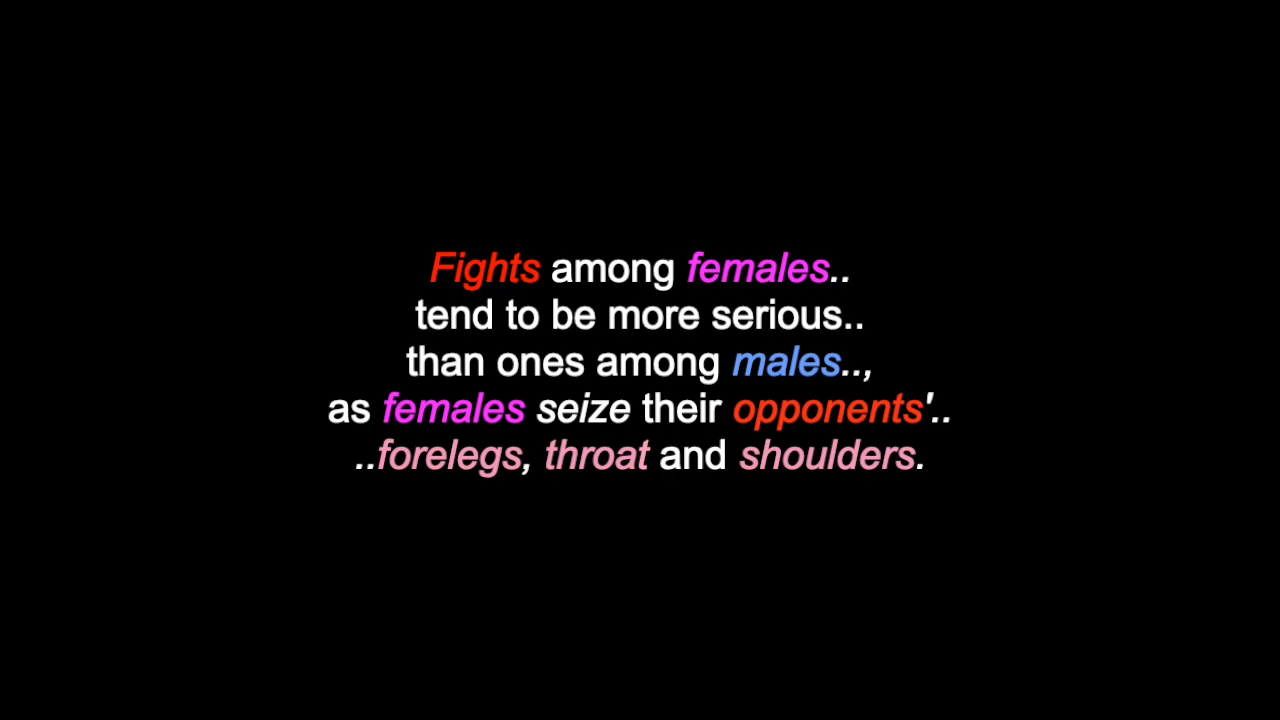 Fights among females..
tend to be more serious..
than ones among males..,
as females seize their opponents'..
..forelegs, throat and shoulders.